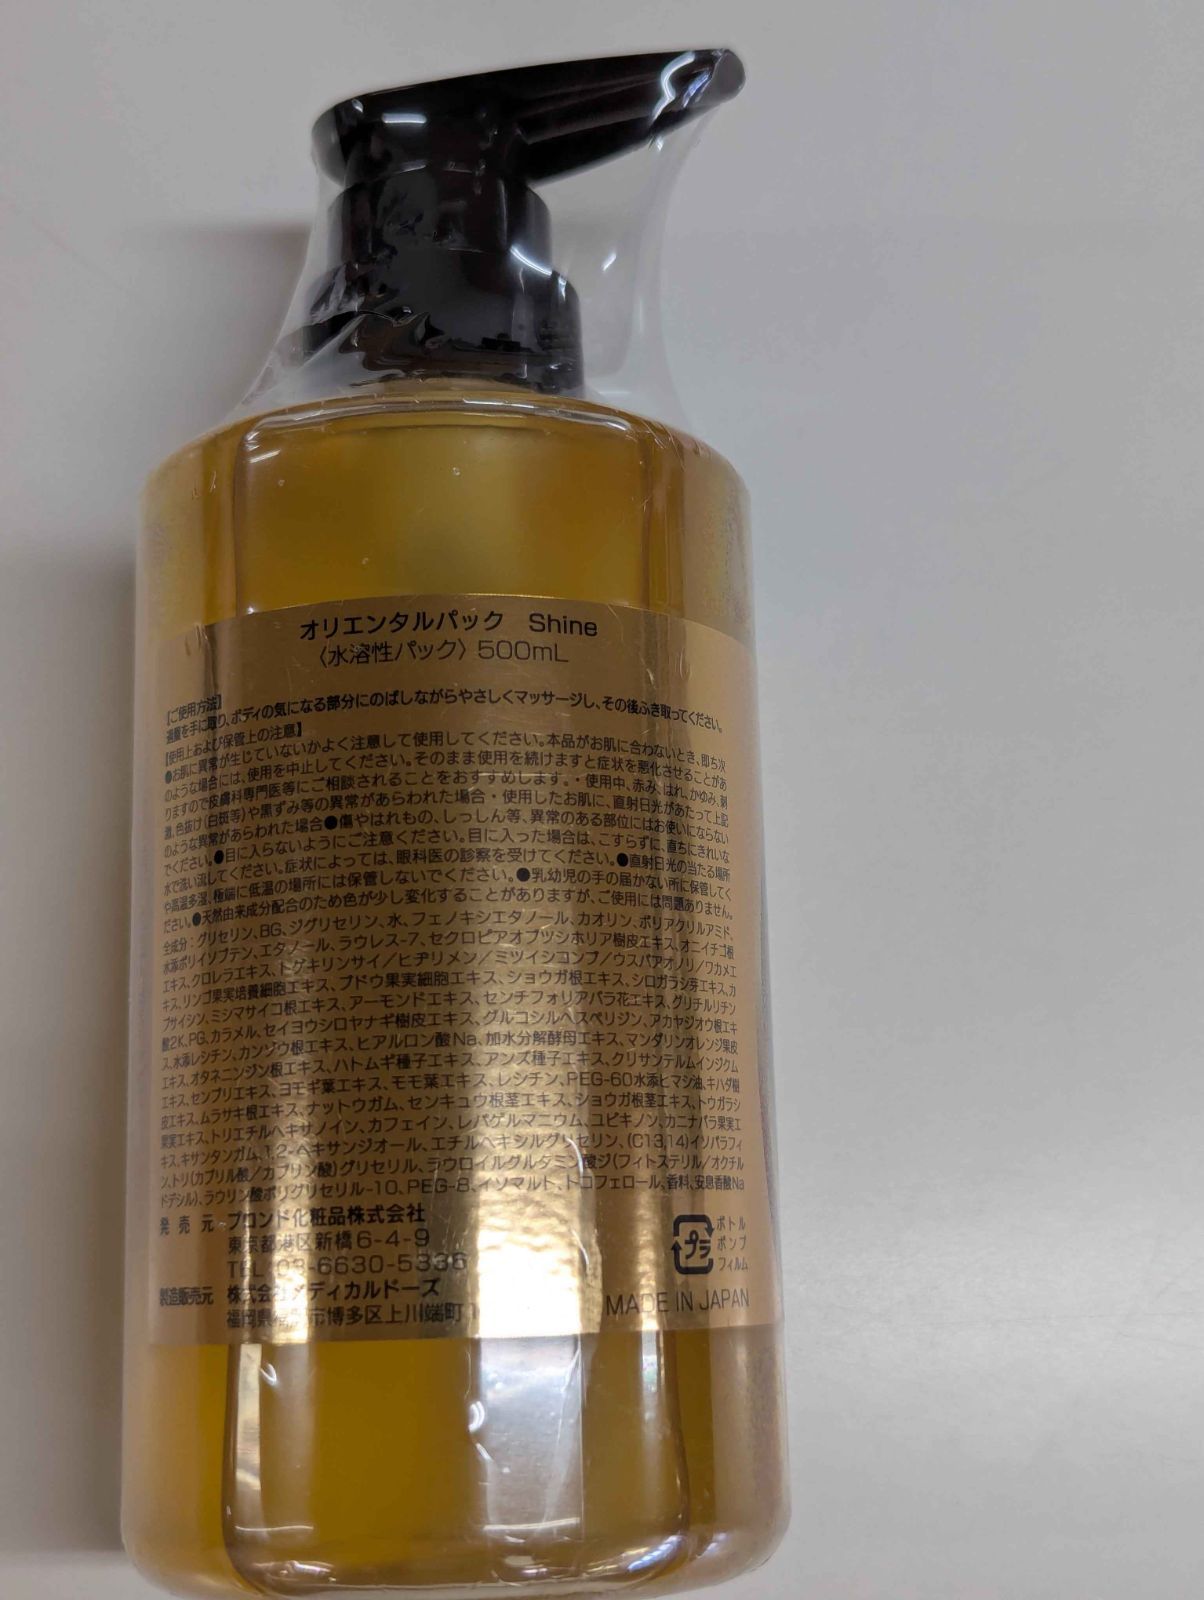 オリエンタルパック Shine
〈水溶性パック〉500mL
【ご使用方法】
適量を手に取り、ボディの気になる部分にのばしながらやさしくマッサージし、その後ふき取ってください。
【使用上および保管上の注意】
●お肌に異常が生じていないかよく注意して使用してください。本品がお肌に合わないとき、即ち次
のような場合には、使用を中止してください。そのまま使用を続けますと症状を悪化させることがあ
りますので皮膚科専門医等にご相談されることをおすすめします。・使用中、赤み、はれ、かゆみ、刺
激、色抜け(白斑等)や黒ずみ等の異常があらわれた場合・使用したお肌に、直射日光があたって上記
のような異常があらわれた場合●傷やはれもの、しっしん等、異常のある部位にはお使いにならない
でください。●目に入らないようにご注意ください。目に入った場合は、こすらずに、直ちにきれいな
水で洗い流してください。症状によっては、眼科医の診察を受けてください。●直射日光の当たる場所
や高温多湿、極端に低温の場所には保管しないでください。●乳幼児の手の届かない所に保管してく
ださい。●天然由来成分配合のため色が少し変化することがありますが、ご使用には問題ありません。
全成分:グリセリン、BG、ジグリセリン、水、フェノキシエタノール、カオリン、ポリアクリルアミド、
水添ポリイソブテン、エタノール、ラウレス-7、セクロピアオブツシホリア樹皮エキス、オニイチゴ根
エキス、クロレラエキス、トゲキリンサイ/ヒヂリメン/ミツイシコンブ/ウスバアオノリ/ワカメエ
キス、リンゴ果実培養細胞エキス、ブドウ果実細胞エキス、ショウガ根エキス、シロガラシ芽エキス、カ
プサイシン、ミシマサイコ根エキス、アーモンドエキス、センチフォリアバラ花エキス、グリチルリチン
酸2K、PG、カラメル、セイヨウシロヤナギ樹皮エキス、グルコシルヘスペリジン、アカヤジオウ根エキ
ス、水添レシチン、カンゾウ根エキス、ヒアルロン酸Na、加水分解酵母エキス、マンダリンオレンジ果皮
エキス、オタネニンジン根エキス、ハトムギ種子エキス、アンズ種子エキス、クリサンテルムインジクム
エキス、センブリエキス、ヨモギ葉エキス、モモ葉エキス、レシチン、PEG-60水添ヒマシ油、キハダ樹
皮エキス、ムラサキ根エキス、ナットウガム、センキュウ根茎エキス、ショウガ根茎エキス、トウガラシ
果実エキス、トリエチルヘキサノイン、カフェイン、レパゲルマニウム、ユビキノン、カニナバラ果実エ
キス、キサンタンガム、1,2-ヘキサンジオール、エチルヘキシルグリセリン、(C13,14)イソパラフィ
ン、トリ(カプリル酸/カプリン酸)グリセリル、ラウロイルグルタミン酸ジ(フィトステリル/オクチル
ドデシル)、ラウリン酸ポリグリセリル-10、PEG-8、イソマルト、トコフェロール、香料、安息香酸Na
発売元 ブロンド化粧品株式会社
東京都港区新橋6-4-9
TEL:03-6630-5336
製造販売元 株式会社メディカルドーズ
福岡県福岡市博多区上川端町
プラ
ボトル
ポンプ
フィルム
MADE IN JAPAN